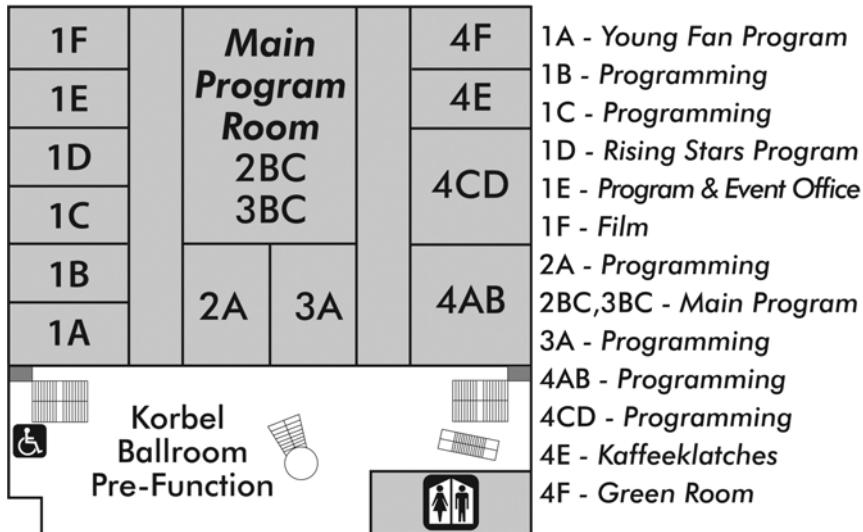 1F
1E
1D
1C
1B
1A
Main
Program
Room
2BC
3BC
2A
3A
4F
4E
4CD
4AB
Korbel
Ballroom
Pre-Function
1A - Young Fan Program
1B - Programming
1C - Programming
1D - Rising Stars Program
1E - Program & Event Office
1F - Film
2A - Programming
2BC,3BC - Main Program
3A - Programming
4AB - Programming
4CD - Programming
4E - Kaffeeklatches
4F - Green Room